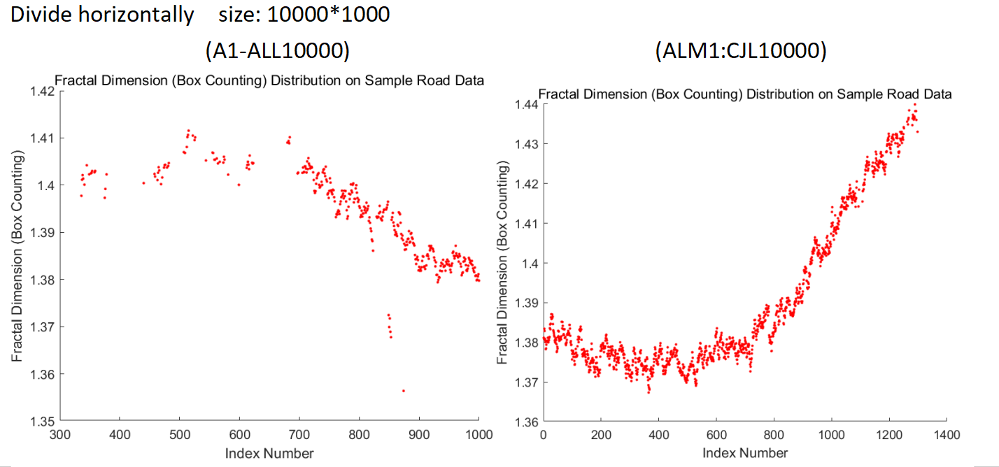 Divide horizontally size: 10000*1000
(A1-ALL10000)
(ALM1:CJL10000)
Fractal Dimension (Box Counting) Distribution on Sample Road Data
1.42
1.41
1.4
1.39
1.38
1.37
1.36
1.35
Fractal Dimension (Box Counting)
300 400 500 600 700 800 900 1000
Index Number
Fractal Dimension (Box Counting) Distribution on Sample Road Data
1.44
1.43
1.42
1.41
1.4
1.39
1.38
1.37
1.36
Fractal Dimension (Box Counting)
0 200 400 600 800 1000 1200 1400
Index Number